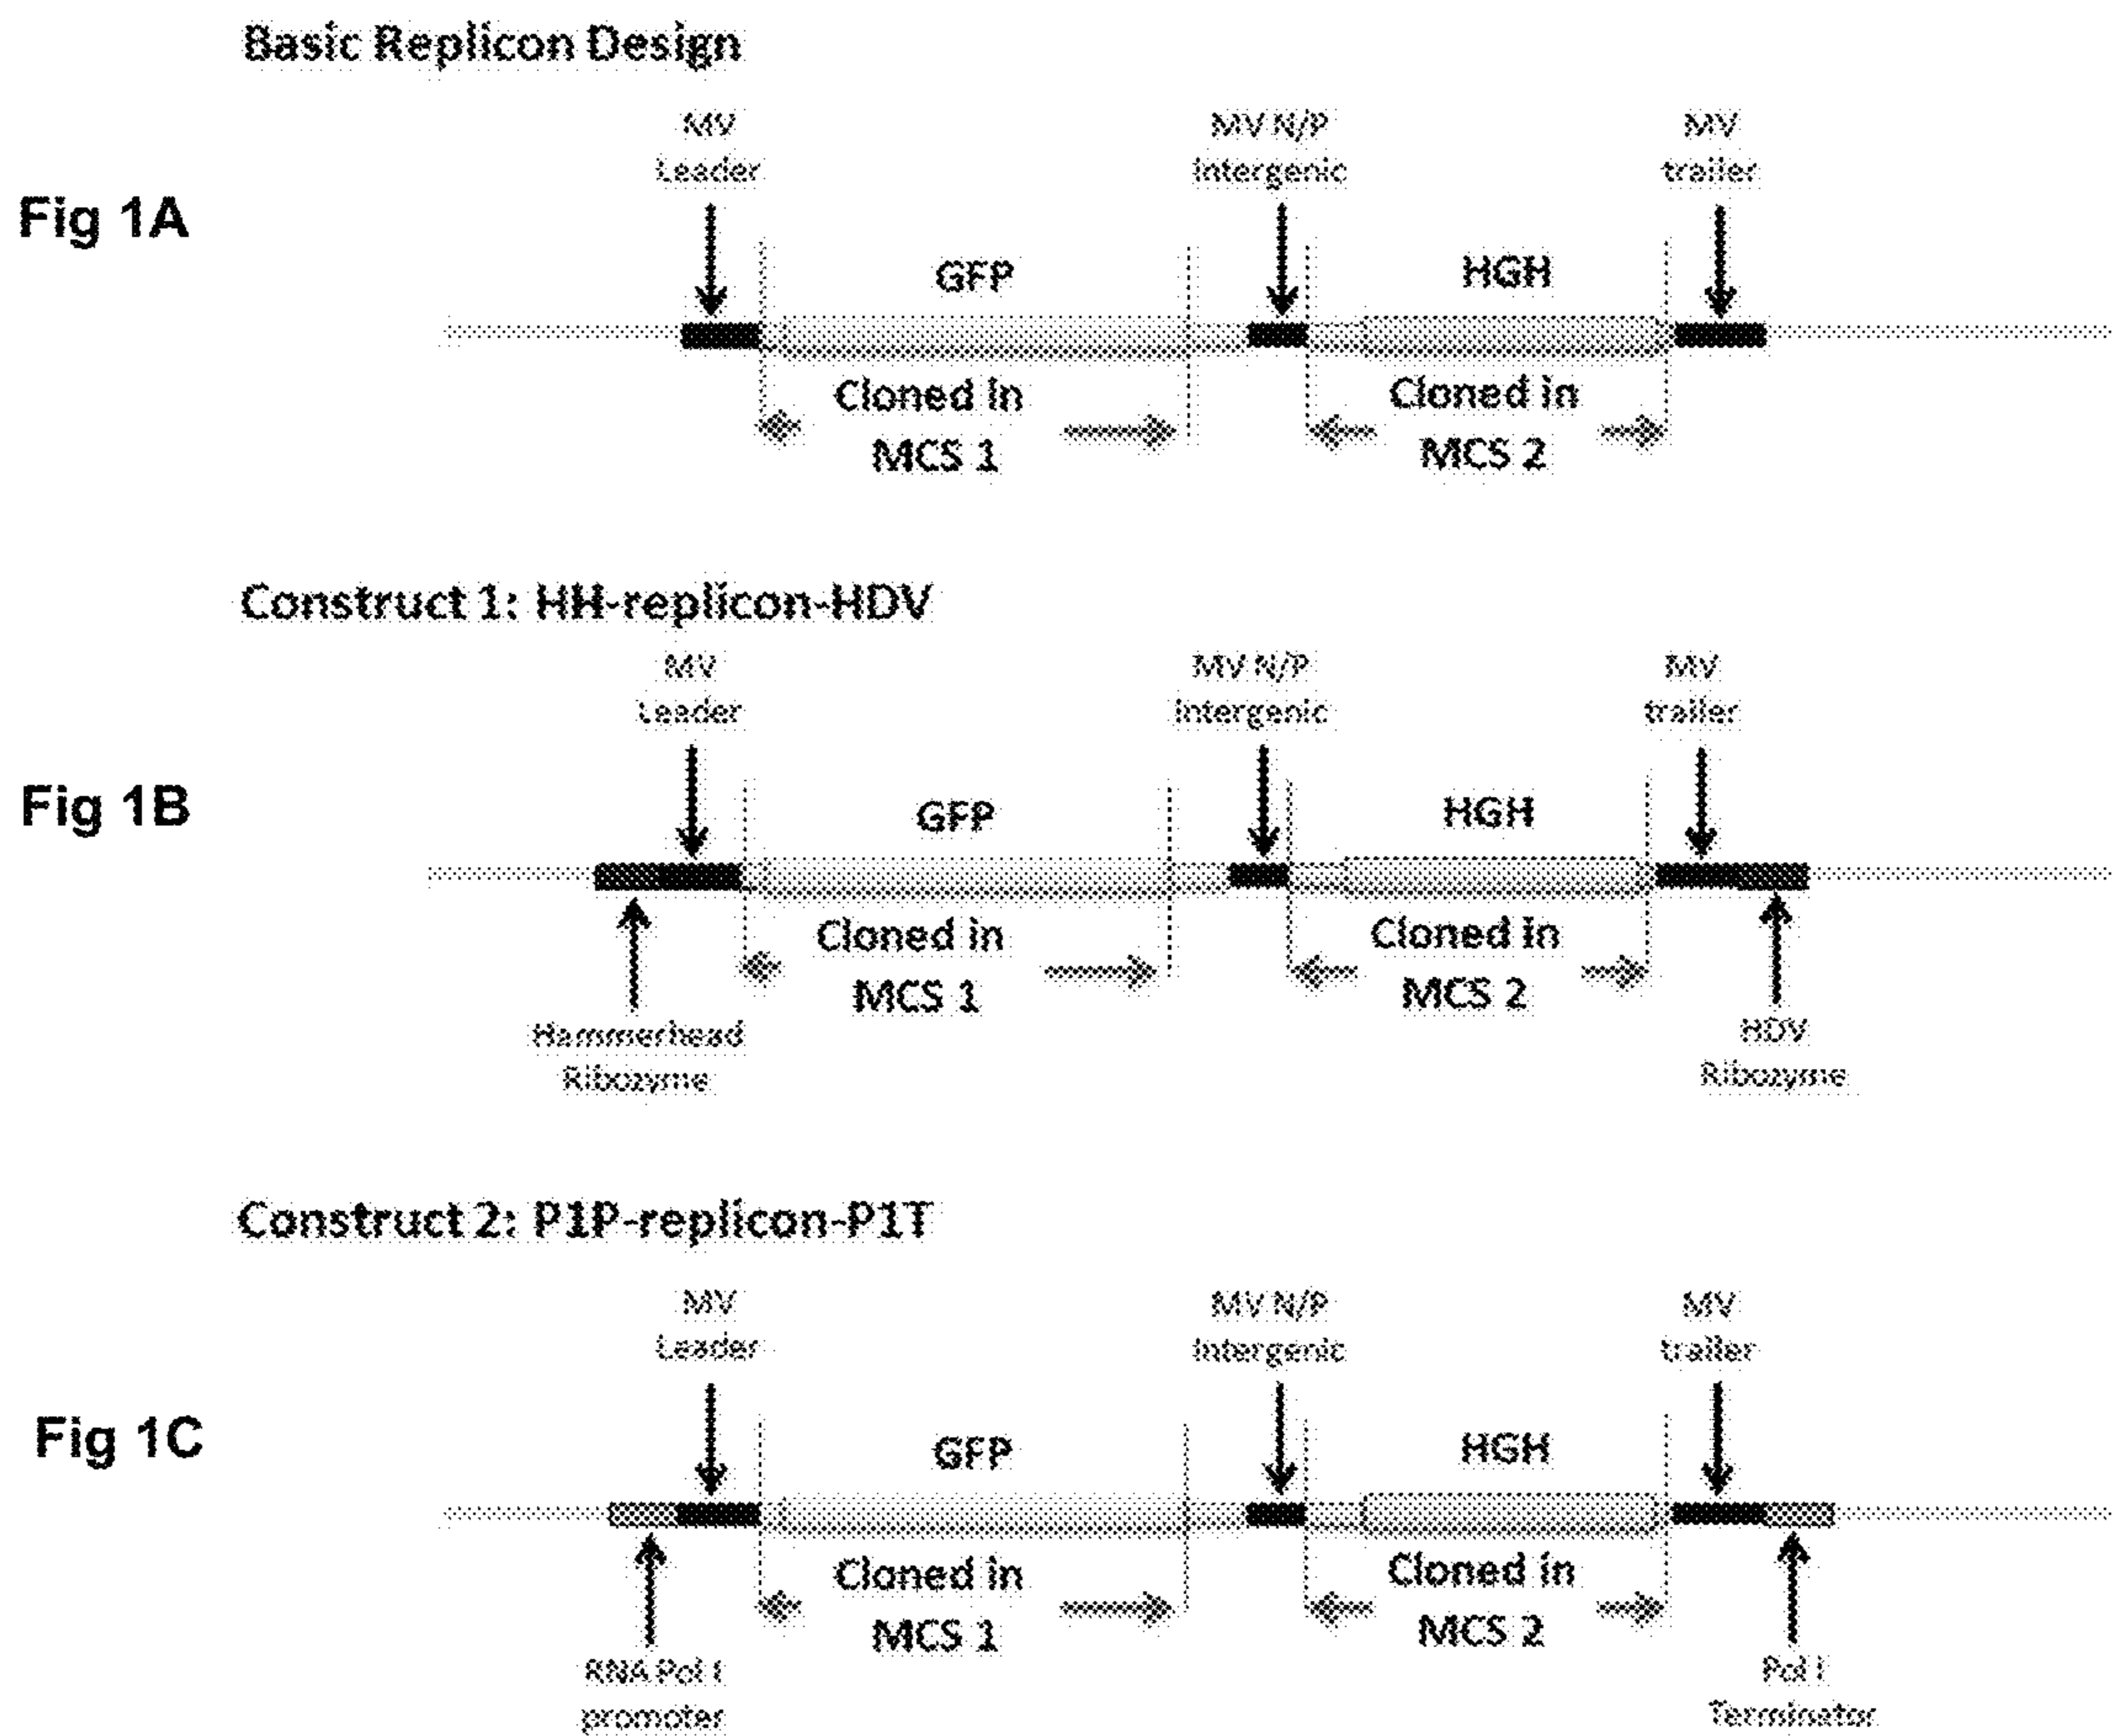 Basic Replicon Design
MV
Leader
MV N/P
Intergenic
MV
trailer
Fig 1A
GFP
HGH
Cloned in
MCS 1
Cloned in
MCS 2
Construct 1: HH-replicon-HDV
MV
Leader
MV N/P
Intergenic
MV
trailer
Fig 1B
GFP
HGH
Cloned in
MCS 1
Cloned in
MCS 2
Hammerhead
Ribozyme
HDV
Ribozyme
Construct 2: P1P-replicon-P1T
MV
Leader
MV N/P
Intergenic
MV
trailer
Fig 1C
GFP
HGH
Cloned in
MCS 1
Cloned in
MCS 2
RNA Pol I
promoter
Pol I
Terminator